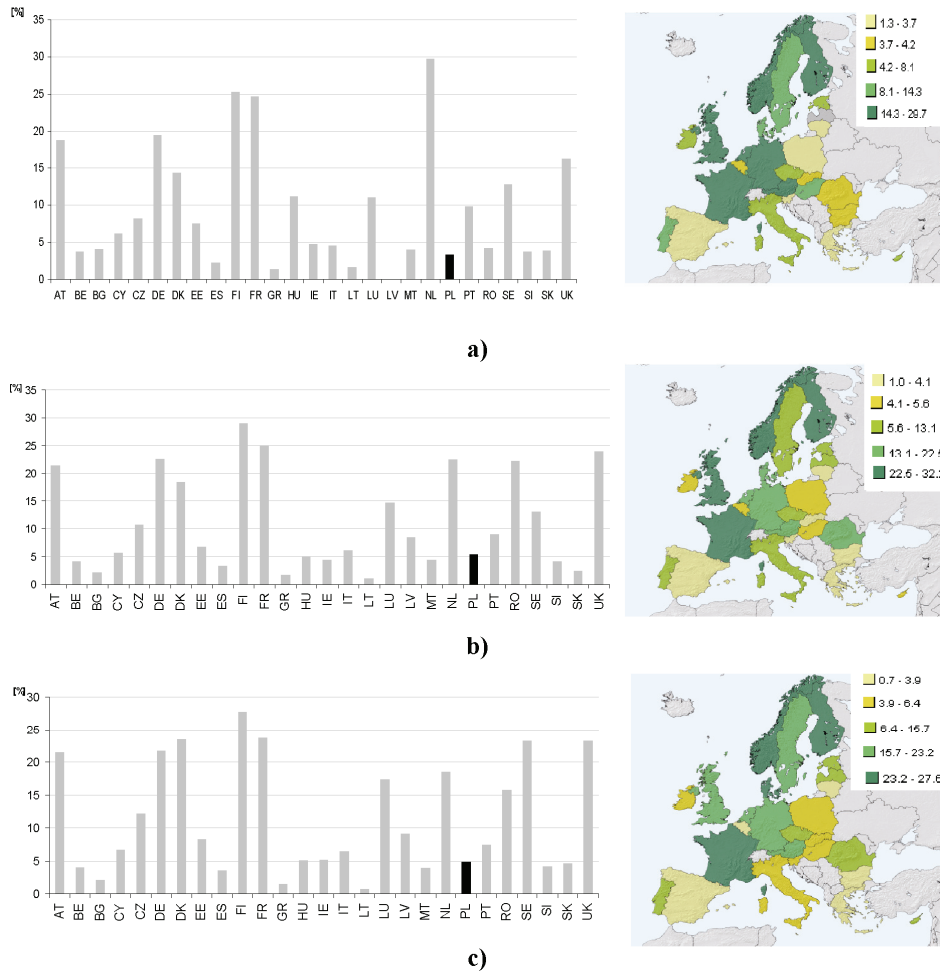 [%]
35
30
25
20
15
10
5
0
AT BE BG CY CZ DE DK EE ES FI FR GR HU IE IT LT LU LV MT NL PL PT RO SE SI SK UK
1.3 - 3.7
3.7 - 4.2
4.2 - 8.1
8.1 - 14.3
14.3 - 29.7
a)
[%]
35
30
25
20
15
10
5
0
AT BE BG CY CZ DE DK EE ES FI FR GR HU IE IT LT LU LV MT NL PL PT RO SE SI SK UK
1.0 - 4.1
4.1 - 5.6
5.6 - 13.1
13.1 - 22.5
22.5 - 32.
b)
[%]
30
25
20
15
10
5
0
AT BE BG CY CZ DE DK EE ES FI FR GR HU IE IT LT LU LV MT NL PL PT RO SE SI SK UK
0.7 - 3.9
3.9 - 6.4
6.4 - 15.7
15.7 - 23.2
23.2 - 27.6
c)